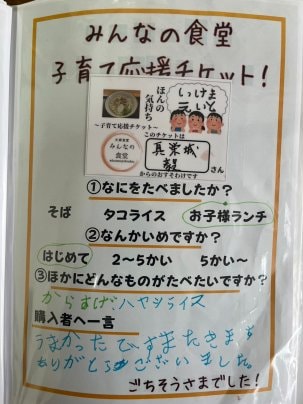 みんなの食堂
子育て応援チケット!
ほんの
気持ち
いけま
えいと
～子育て応援チケット～
みんなの
食堂
このチケットは
真栄城
毅
さん
からのおすそわけです
①なにをたべましたか?
そば タコライス お子様ランチ
②なんかいめですか?
はじめて 2～5かい 5かい～
③ほかにどんなものがたべたいですか?
からあげ ハヤシライス
購入者へ一言
うまかったひすまたきます
ありがとうございました。
ごちそうさまでした!